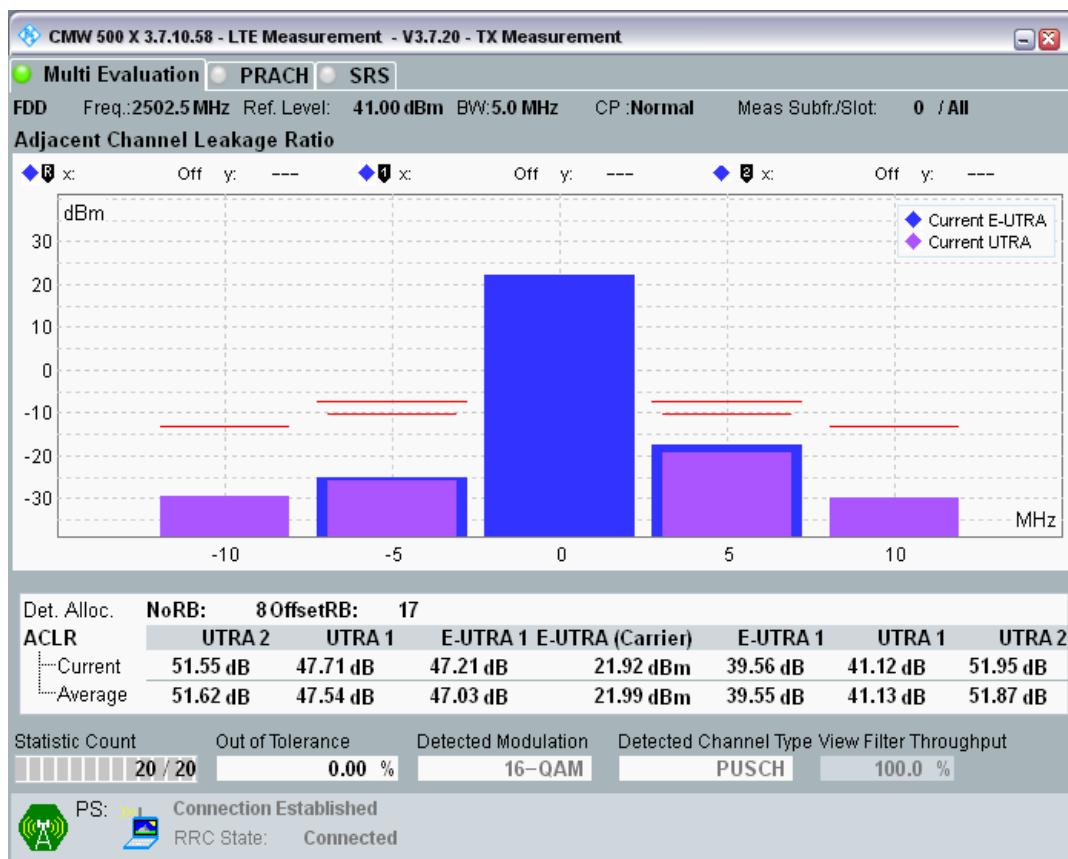 CMW 500 X 3.7.10.58 - LTE Measurement - V3.7.20 - TX Measurement
Multi Evaluation PRACH SRS
FDD Freq.:2502.5 MHz Ref. Level: 41.00 dBm BW:5.0 MHz CP :Normal Meas Subfr./Slot: 0 / All
Adjacent Channel Leakage Ratio
R x: Off y: --- 1 x: Off y: --- 2 x: Off y: ---
dBm
Current E-UTRA
Current UTRA
30
20
10
0
-10
-20
-30
MHz
-10 -5 0 5 10
Det. Alloc. NoRB: 8 OffsetRB: 17
ACLR UTRA 2 UTRA 1 E-UTRA 1 E-UTRA (Carrier) E-UTRA 1 UTRA 1 UTRA 2
Current 51.55 dB 47.71 dB 47.21 dB 21.92 dBm 39.56 dB 41.12 dB 51.95 dB
Average 51.62 dB 47.54 dB 47.03 dB 21.99 dBm 39.55 dB 41.13 dB 51.87 dB
Statistic Count Out of Tolerance Detected Modulation Detected Channel Type View Filter Throughput
20 / 20 0.00 % 16-QAM PUSCH 100.0 %
PS: Connection Established
RRC State: Connected